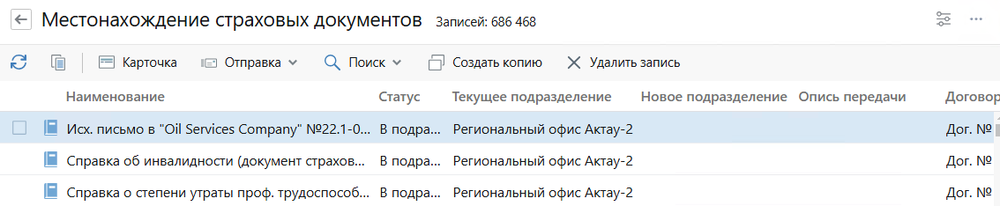 Местонахождение страховых документов Записей: 686 468
Карточка Отправка Поиск Создать копию Удалить запись
Наименование Статус Текущее подразделение Новое подразделение Опись передачи Договор
Исх. письмо в "Oil Services Company" №22.1-0... В подра... Региональный офис Актау-2 Дог. №
Справка об инвалидности (документ страхов... В подра... Региональный офис Актау-2 Дог. №
Справка о степени утраты проф. трудоспособ... В подра... Региональный офис Актау-2 Дог. №